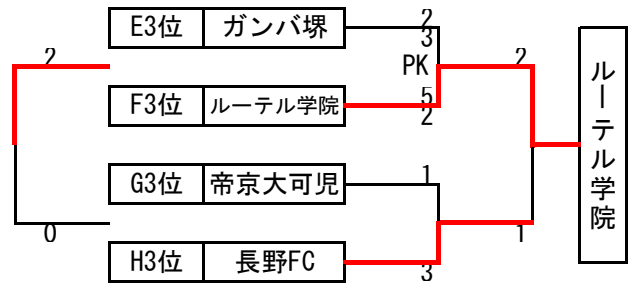 E3位 ガンバ堺 2
3
2 PK 2
F3位 ルーテル学院 5
2
G3位 帝京大可児 1
0 1
H3位 長野FC 3
ルーテル学院